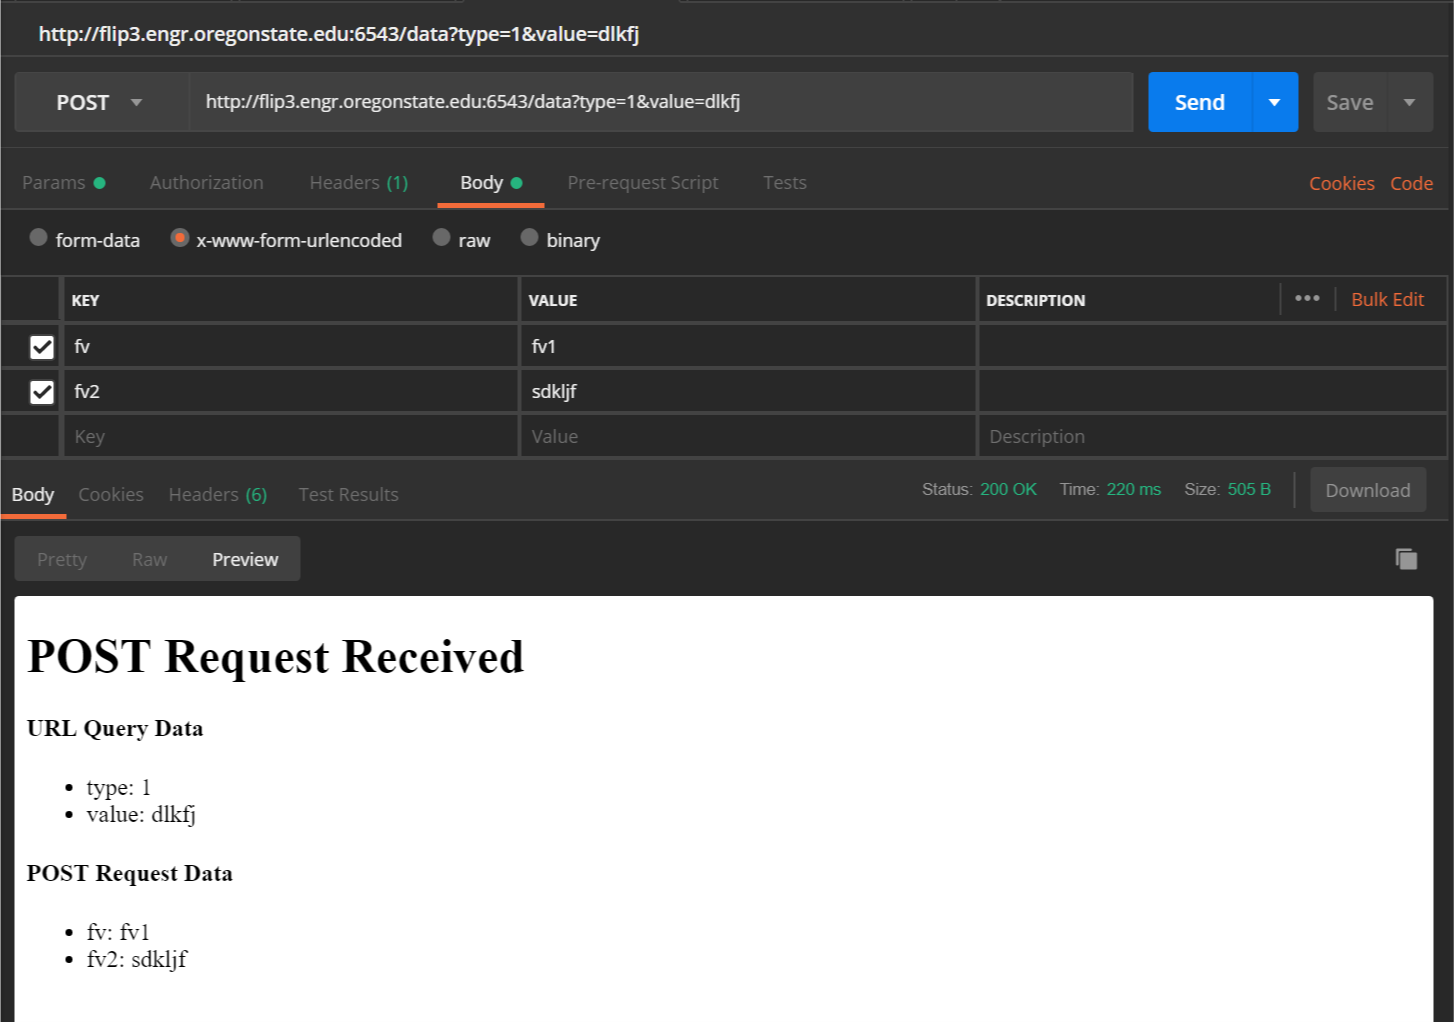 http://flip3.engr.oregonstate.edu:6543/data?type=1&value=dlkfj
POST http://flip3.engr.oregonstate.edu:6543/data?type=1&value=dlkfj Send Save
Params Authorization Headers (1) Body Pre-request Script Tests Cookies Code
form-data x-www-form-urlencoded raw binary
KEY VALUE DESCRIPTION ••• Bulk Edit
fv fv1
fv2 sdkljf
Key Value Description
Body Cookies Headers (6) Test Results Status: 200 OK Time: 220 ms Size: 505 B Download
Pretty Raw Preview
POST Request Received
URL Query Data
• type: 1
• value: dlkfj
POST Request Data
• fv: fv1
• fv2: sdkljf